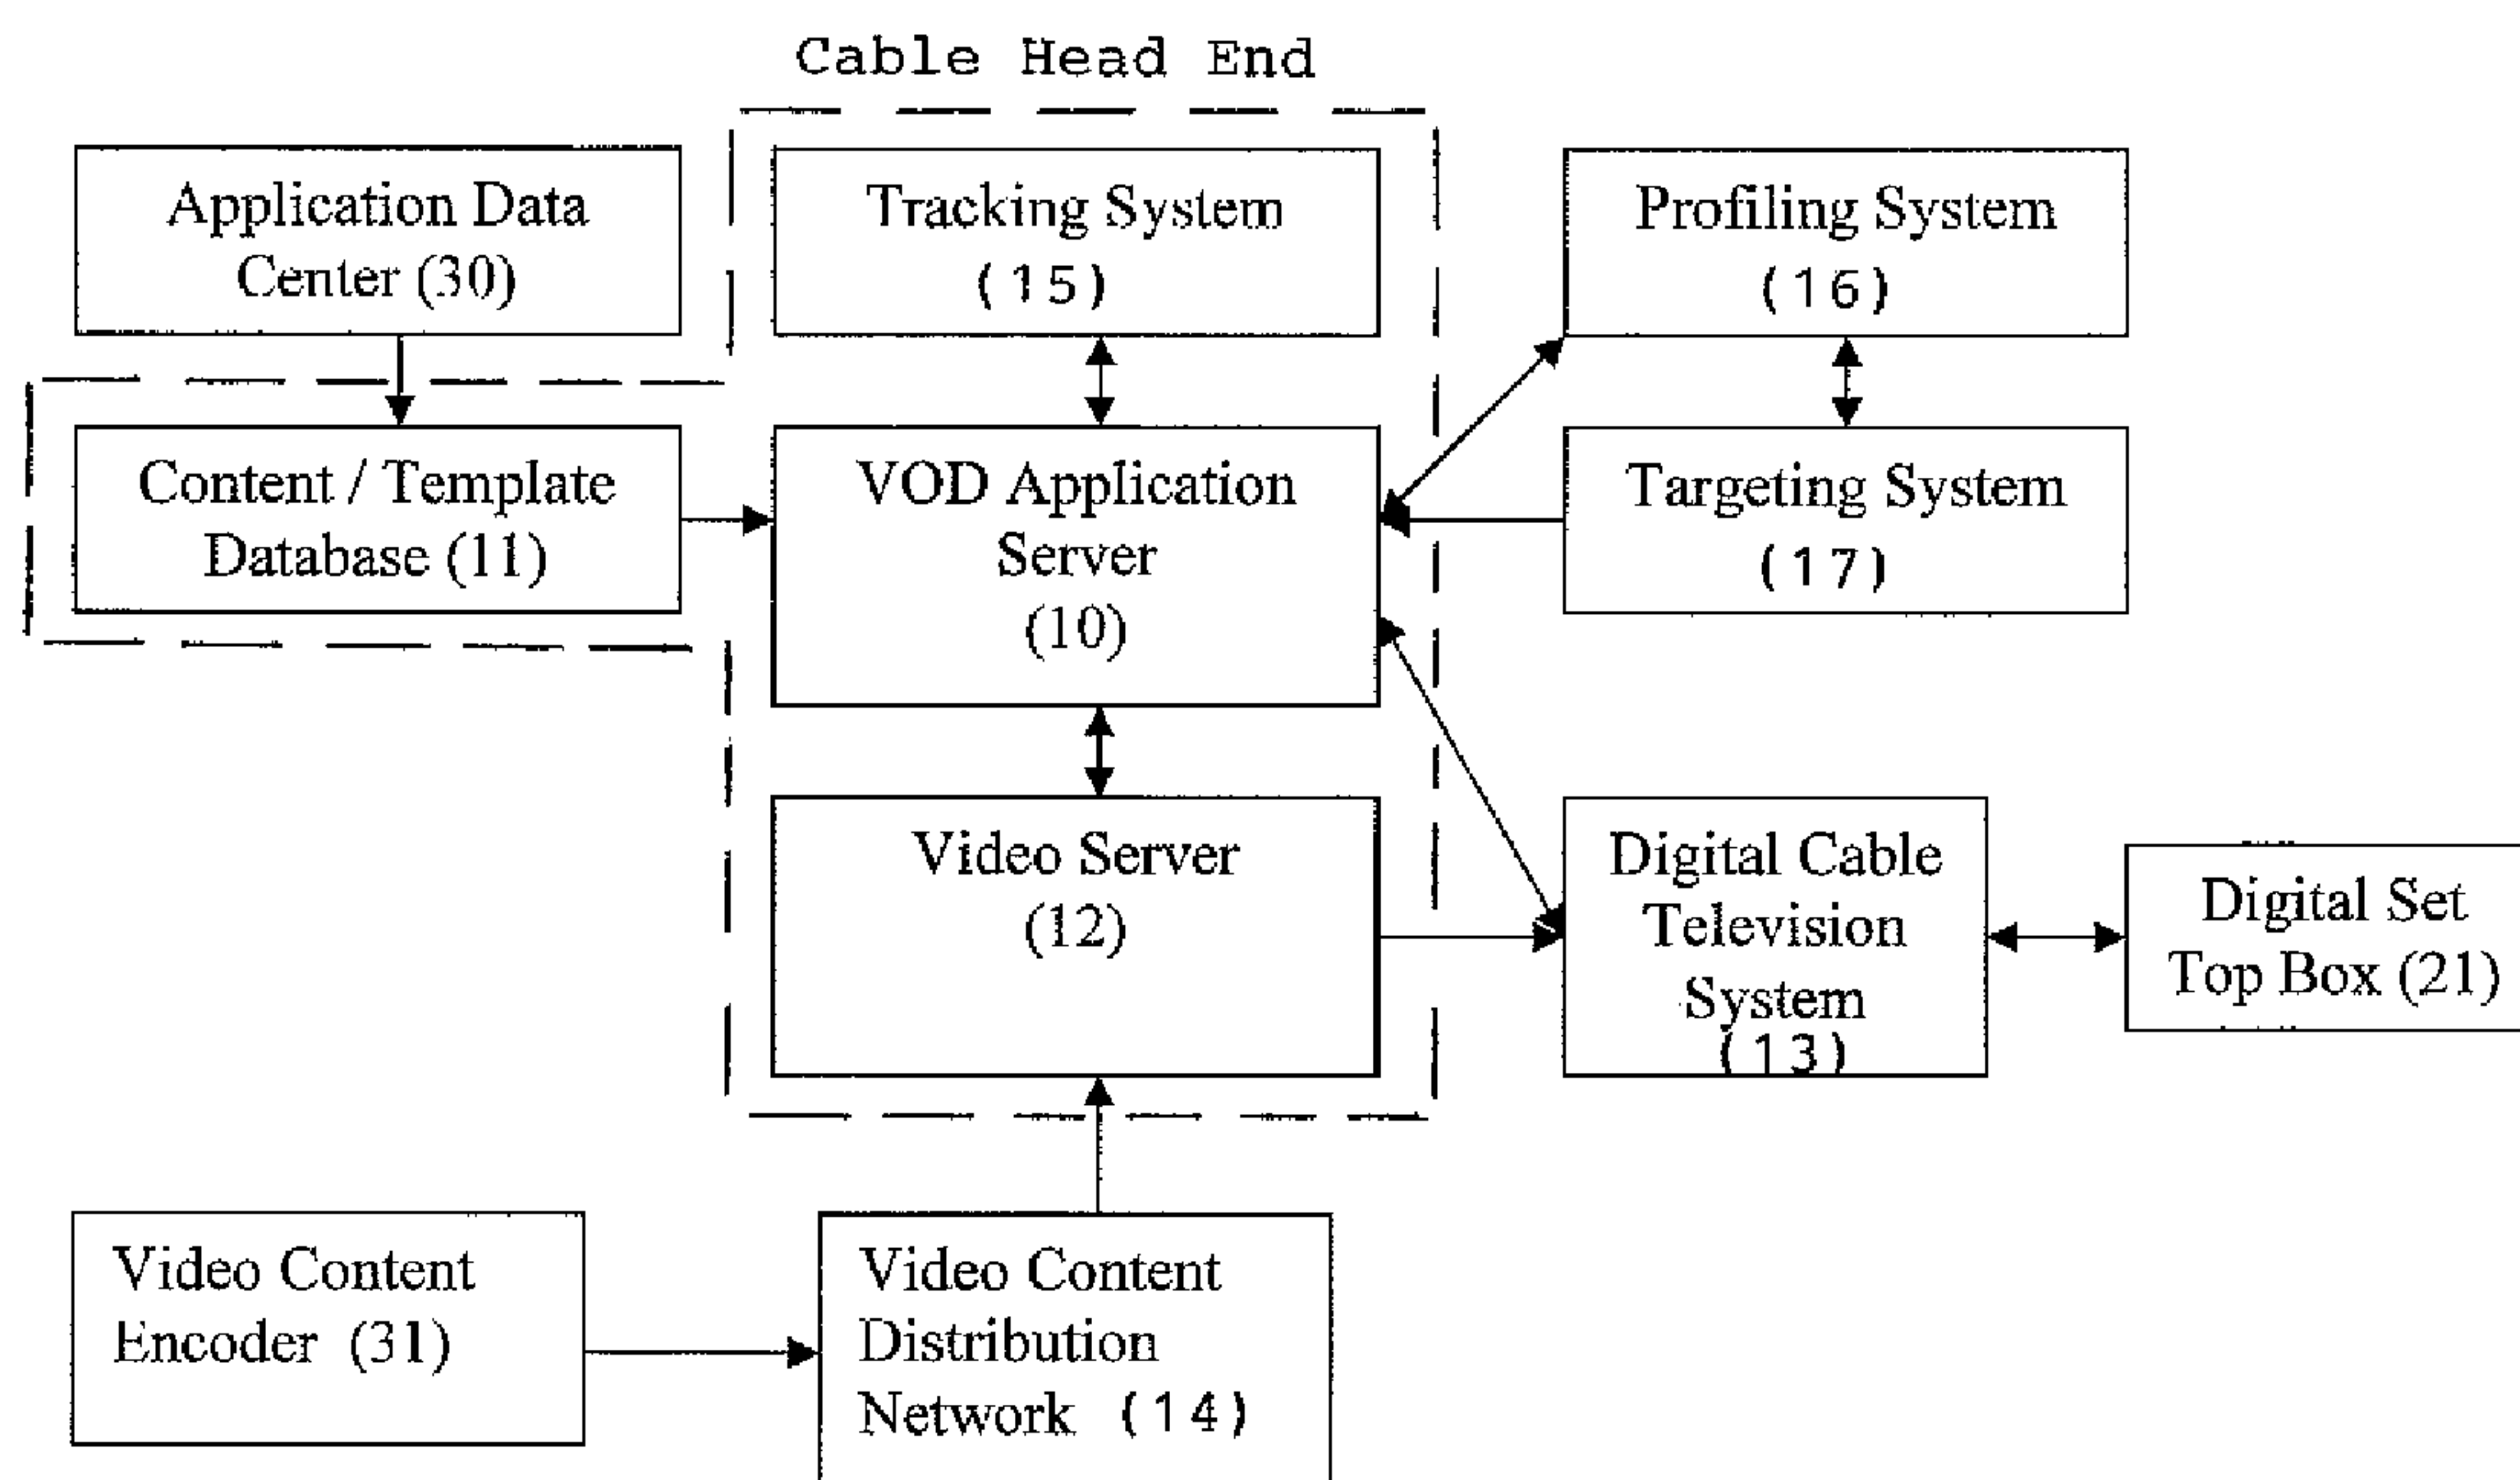 Cable Head End
Application Data
Center (30)
Tracking System
(15)
Profiling System
(16)
Content / Template
Database (11)
VOD Application
Server
(10)
Targeting System
(17)
Video Server
(12)
Digital Cable
Television
System
(13)
Digital Set
Top Box (21)
Video Content
Encoder (31)
Video Content
Distribution
Network (14)